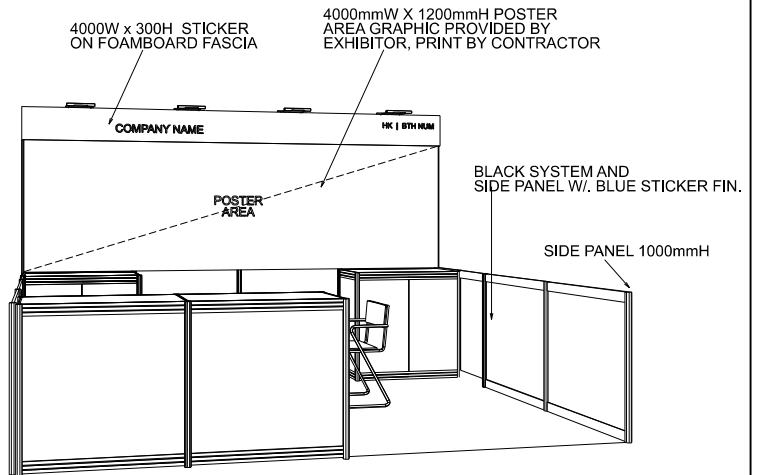 4000W x 300H STICKER
ON FOAMBOARD FASCIA
4000mmW X 1200mmH POSTER
AREA GRAPHIC PROVIDED BY
EXHIBITOR, PRINT BY CONTRACTOR
COMPANY NAME
HK | BTH NUM
POSTER
AREA
BLACK SYSTEM AND
SIDE PANEL W/. BLUE STICKER FIN.
SIDE PANEL 1000mmH